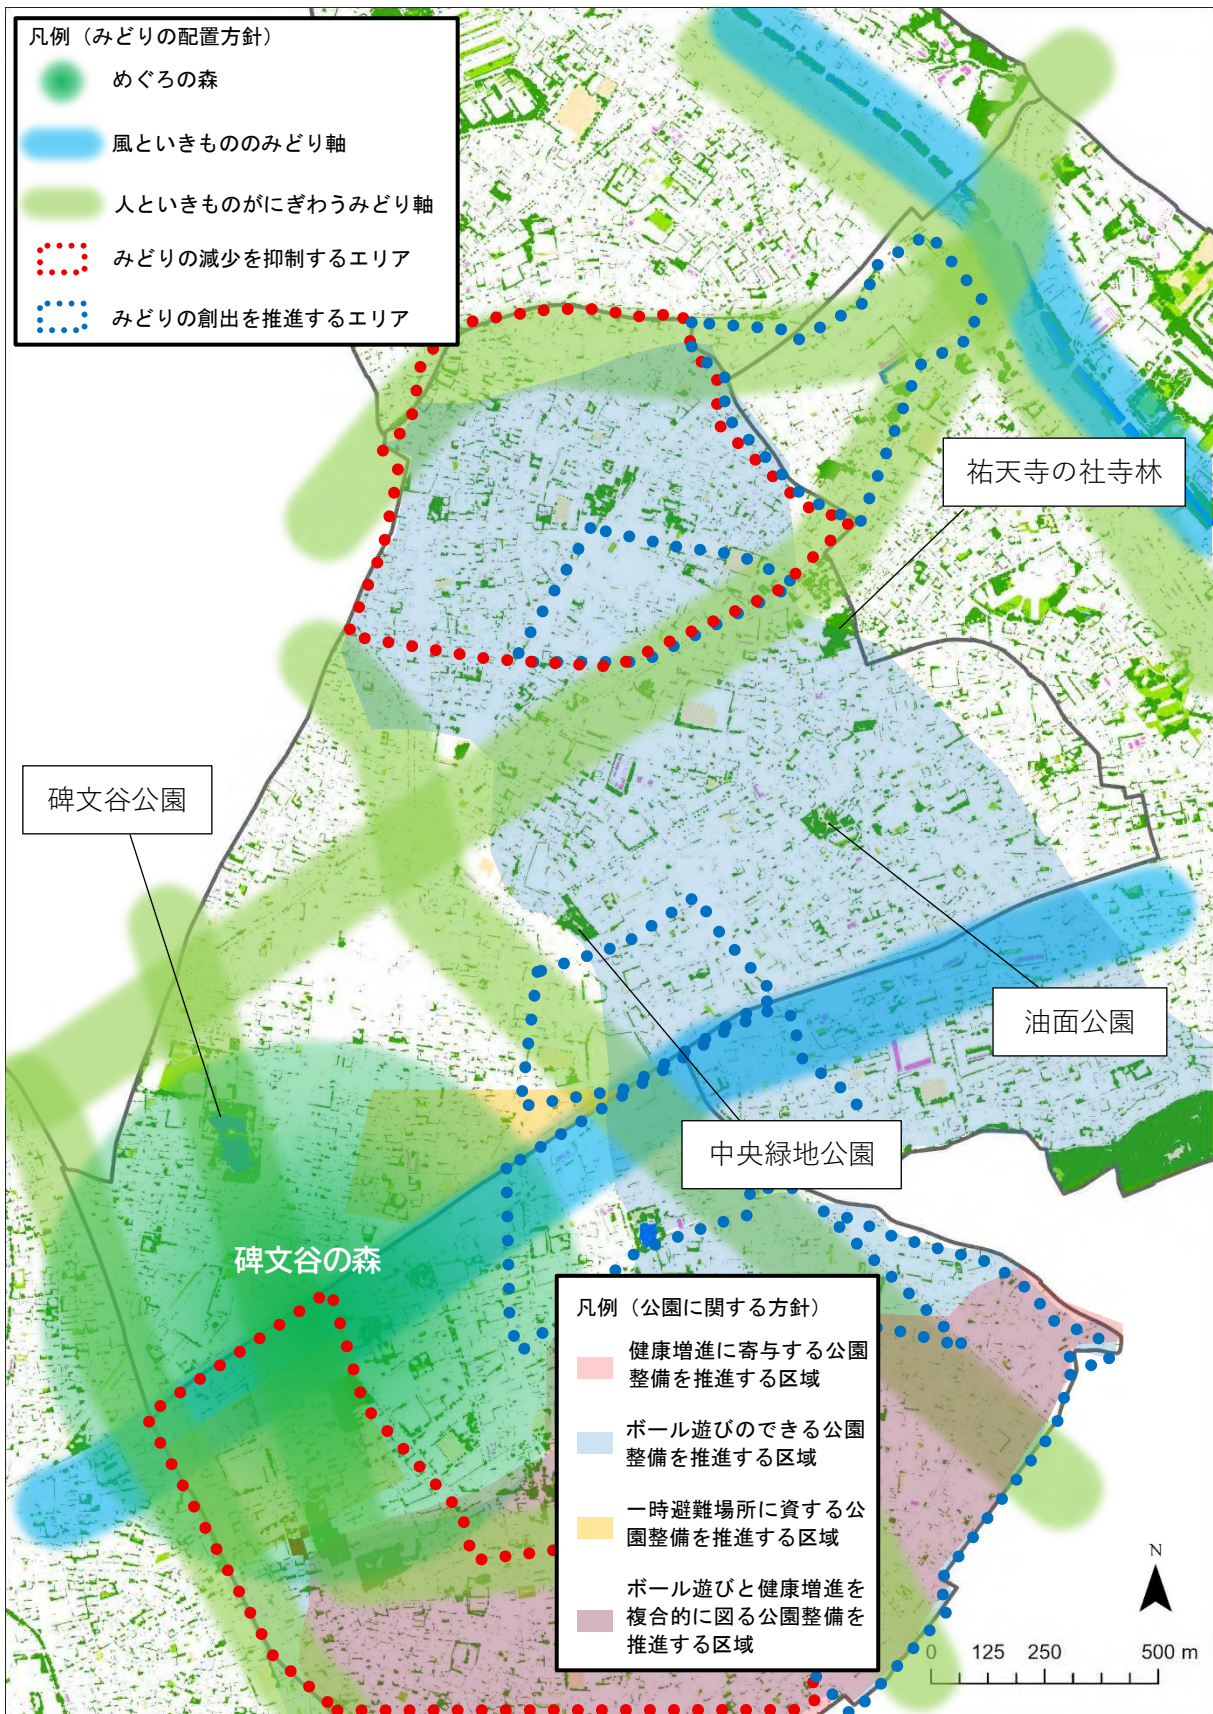 凡例（みどりの配置方針）
めぐろの森
風といきもののみどり軸
人といきものがにぎわうみどり軸
みどりの減少を抑制するエリア
みどりの創出を推進するエリア
祐天寺の社寺林
碑文谷公園
油面公園
中央緑地公園
碑文谷の森
凡例（公園に関する方針）
健康増進に寄与する公園
整備を推進する区域
ボール遊びのできる公園
整備を推進する区域
一時避難場所に資する公
園整備を推進する区域
ボール遊びと健康増進を
複合的に図る公園整備を
推進する区域
N
0 125 250 500 m